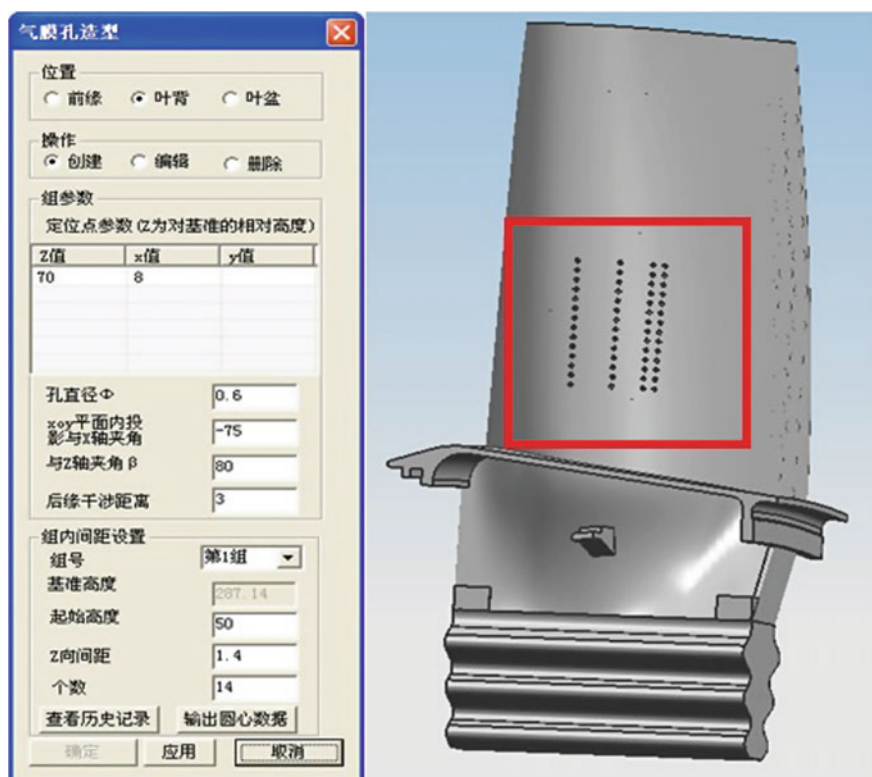 气膜孔造型
位置
前缘 叶背 叶盆
操作
创建 编辑 删除
组参数
定位点参数(Z为对基准的相对高度)
Z值 x值 y值
70 8
孔直径Φ 0.6
xoy平面内投
影与X轴夹角 -75
与Z轴夹角β 80
后缘干涉距离 3
组内间距设置
组号 第1组
基准高度 287.14
起始高度 50
Z向间距 1.4
个数 14
查看历史记录 输出圆心数据
确定 应用 取消